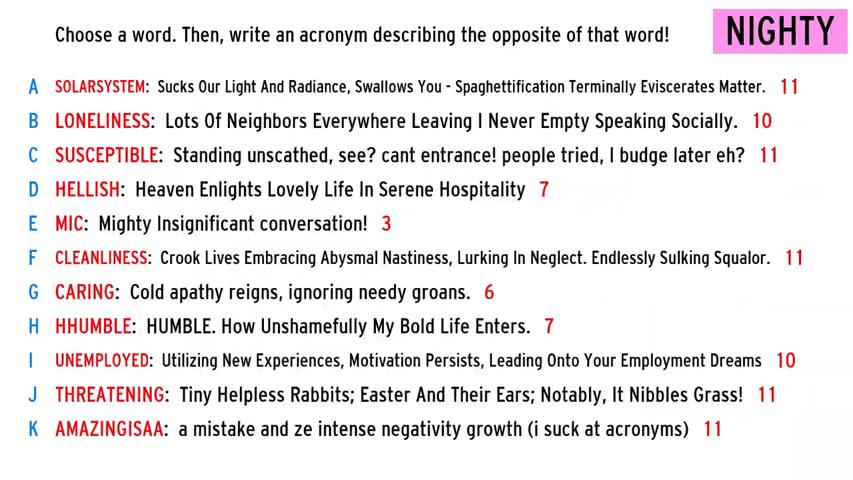 Choose a word. Then, write an acronym describing the opposite of that word!
NIGHTY
A SOLARSYSTEM: Sucks Our Light And Radiance, Swallows You - Spaghettification Terminally Eviscerates Matter. 11
B LONELINESS: Lots Of Neighbors Everywhere Leaving I Never Empty Speaking Socially. 10
C SUSCEPTIBLE: Standing unscathed, see? cant entrance! people tried, I budge later eh? 11
D HELLISH: Heaven Enlights Lovely Life In Serene Hospitality 7
E MIC: Mighty Insignificant conversation! 3
F CLEANLINESS: Crook Lives Embracing Abysmal Nastiness, Lurking In Neglect. Endlessly Sulking Squalor. 11
G CARING: Cold apathy reigns, ignoring needy groans. 6
H HHUMBLE: HUMBLE. How Unshamefully My Bold Life Enters. 7
I UNEMPLOYED: Utilizing New Experiences, Motivation Persists, Leading Onto Your Employment Dreams 10
J THREATENING: Tiny Helpless Rabbits; Easter And Their Ears; Notably, It Nibbles Grass! 11
K AMAZINGISAA: a mistake and ze intense negativity growth (i suck at acronyms) 11